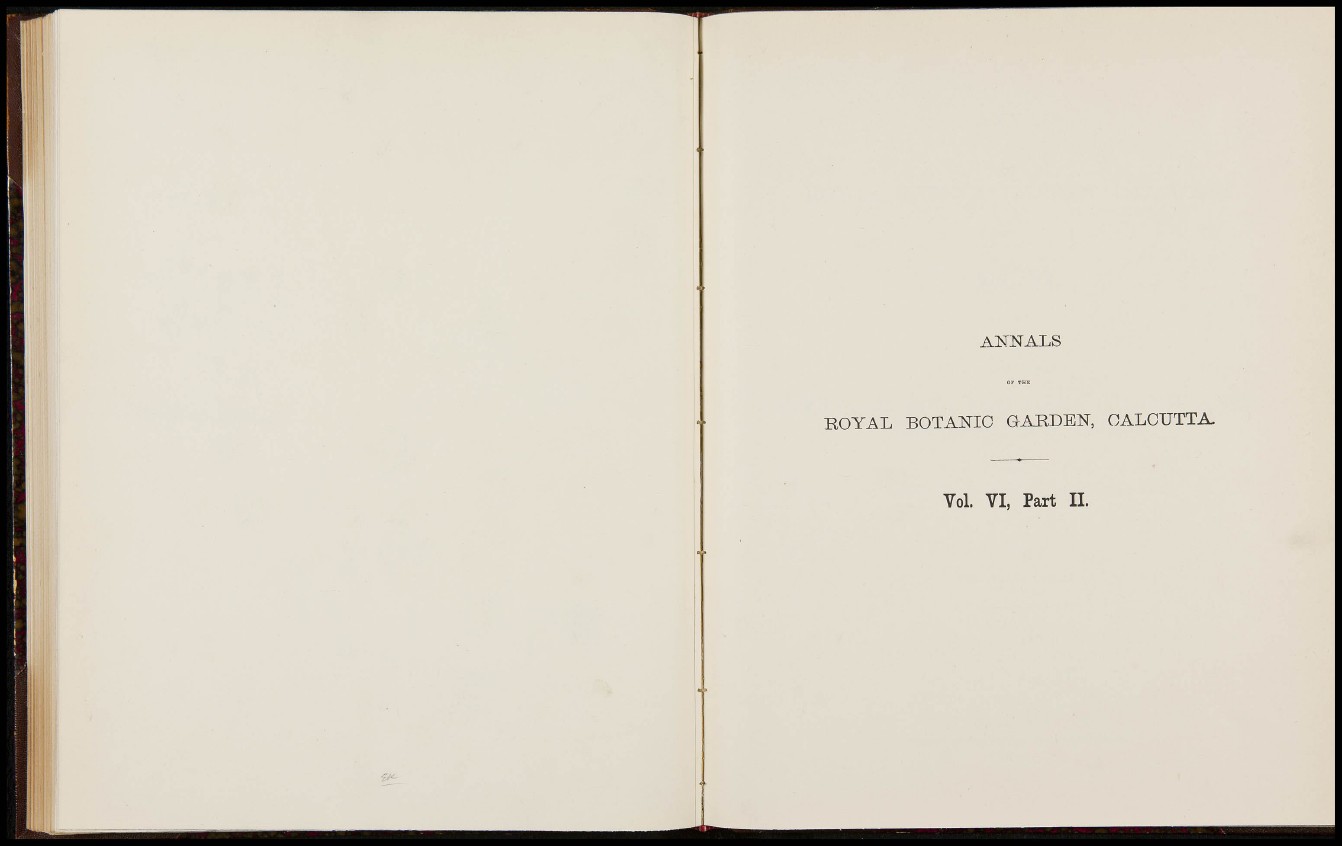 ANNALS
OF THE
ROYAL BOTANIC GARDEN, CALCUTTA.
Vol. VI, Part II.